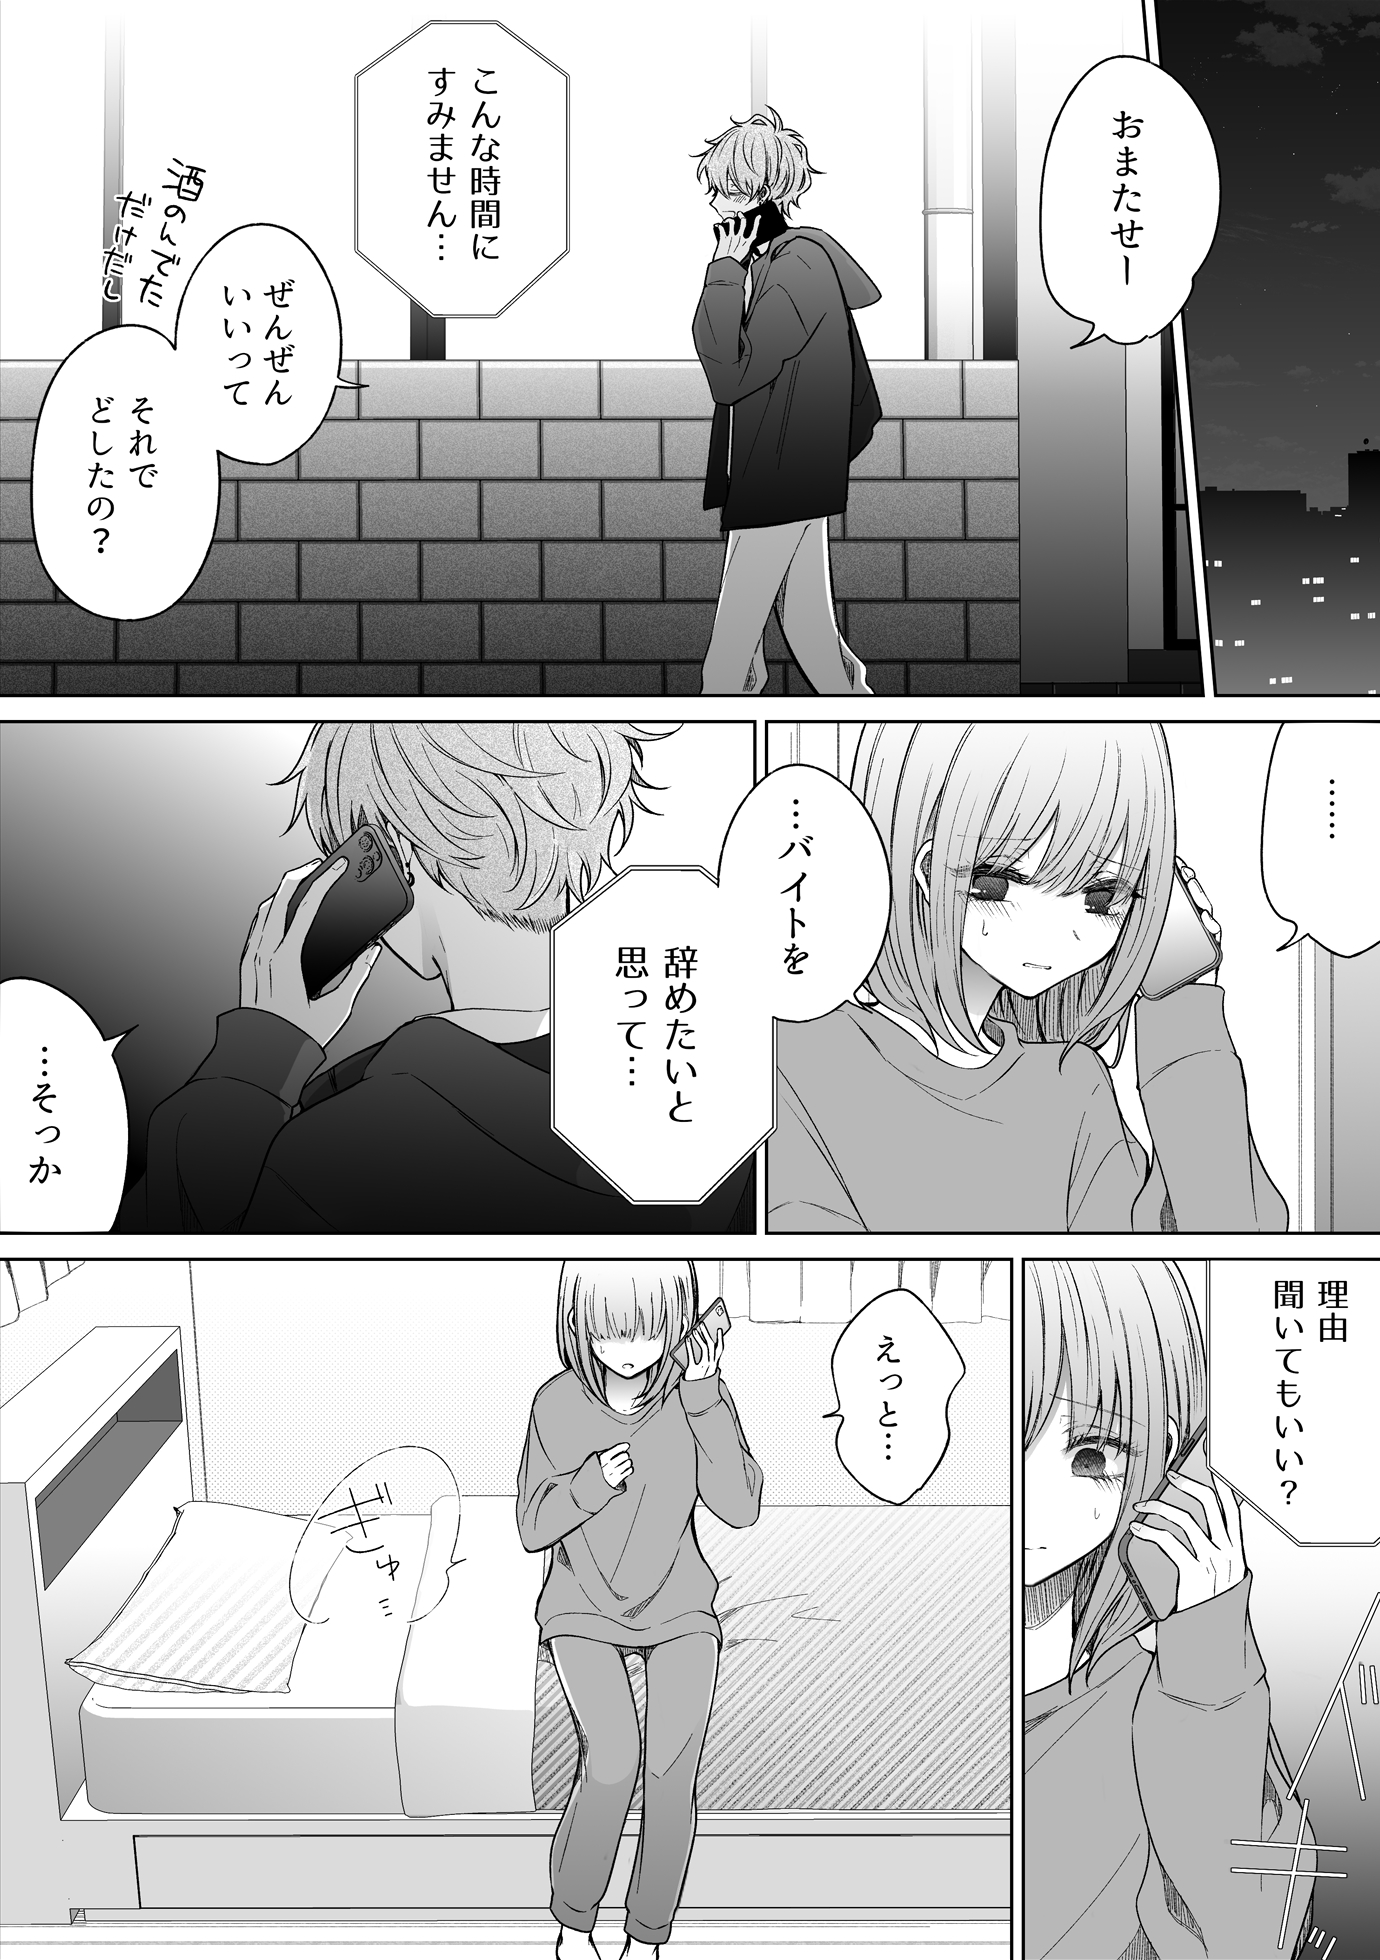 おまたせー
こんな時間に
すみません…
ぜんぜん
いいって
酒のんでた
だけだし
それで
どしたの？
……
…バイトを
辞めたいと
思って…
…そっか
理由
聞いてもいい？
ギ
えっと…
ぎゅ